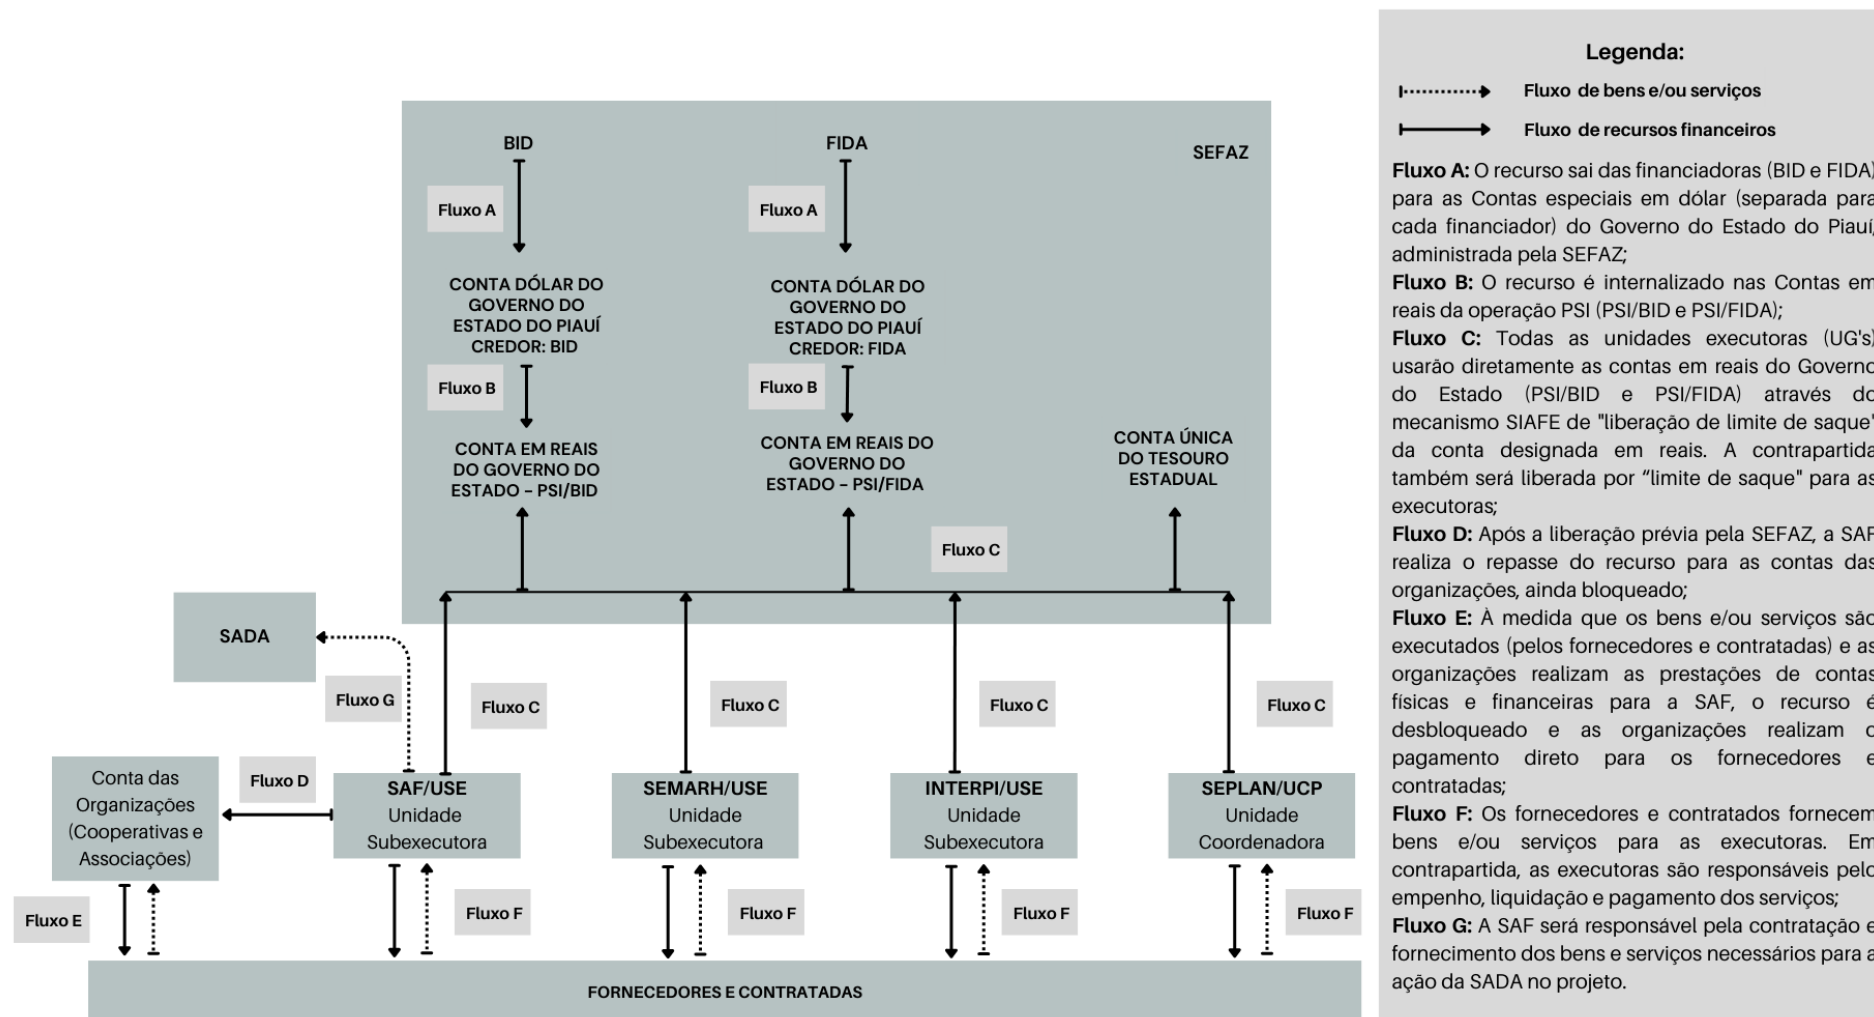 BID
FIDA
SEFAZ
Fluxo A
Fluxo A
CONTA DÓLAR DO
GOVERNO DO
ESTADO DO PIAUÍ
CREDOR: BID
CONTA DÓLAR DO
GOVERNO DO
ESTADO DO PIAUÍ
CREDOR: FIDA
Fluxo B
Fluxo B
CONTA EM REAIS
DO GOVERNO DO
ESTADO – PSI/BID
CONTA EM REAIS DO
GOVERNO DO
ESTADO – PSI/FIDA
CONTA ÚNICA
DO TESOURO
ESTADUAL
Fluxo C
SADA
Fluxo G
Fluxo C
Fluxo C
Fluxo C
Fluxo C
Conta das
Organizações
(Cooperativas e
Associações)
Fluxo D
SAF/USE
Unidade
Subexecutora
SEMARH/USE
Unidade
Subexecutora
INTERPI/USE
Unidade
Subexecutora
SEPLAN/UCP
Unidade
Coordenadora
Fluxo E
Fluxo F
Fluxo F
Fluxo F
Fluxo F
FORNECEDORES E CONTRATADAS
Legenda:
Fluxo de bens e/ou serviços
Fluxo de recursos financeiros
Fluxo A: O recurso sai das financiadoras (BID e FIDA)
para as Contas especiais em dólar (separada para
cada financiador) do Governo do Estado do Piauí,
administrada pela SEFAZ;
Fluxo B: O recurso é internalizado nas Contas em
reais da operação PSI (PSI/BID e PSI/FIDA);
Fluxo C: Todas as unidades executoras (UG's)
usarão diretamente as contas em reais do Governo
do Estado (PSI/BID e PSI/FIDA) através do
mecanismo SIAFE de "liberação de limite de saque"
da conta designada em reais. A contrapartida
também será liberada por “limite de saque" para as
executoras;
Fluxo D: Após a liberação prévia pela SEFAZ, a SAF
realiza o repasse do recurso para as contas das
organizações, ainda bloqueado;
Fluxo E: À medida que os bens e/ou serviços são
executados (pelos fornecedores e contratadas) e as
organizações realizam as prestações de contas
físicas e financeiras para a SAF, o recurso é
desbloqueado e as organizações realizam o
pagamento direto para os fornecedores e
contratadas;
Fluxo F: Os fornecedores e contratados fornecem
bens e/ou serviços para as executoras. Em
contrapartida, as executoras são responsáveis pelo
empenho, liquidação e pagamento dos serviços;
Fluxo G: A SAF será responsável pela contratação e
fornecimento dos bens e serviços necessários para a
ação da SADA no projeto.